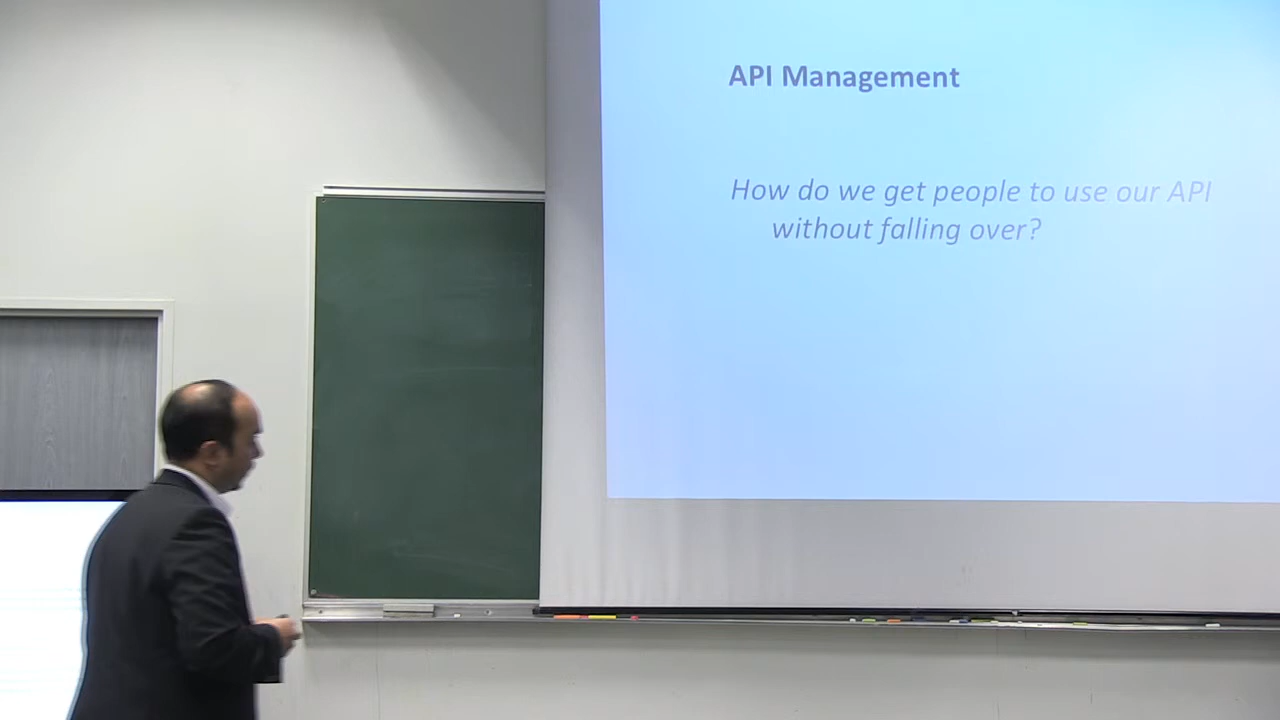 API Management
How do we get people to use our API
without falling over?